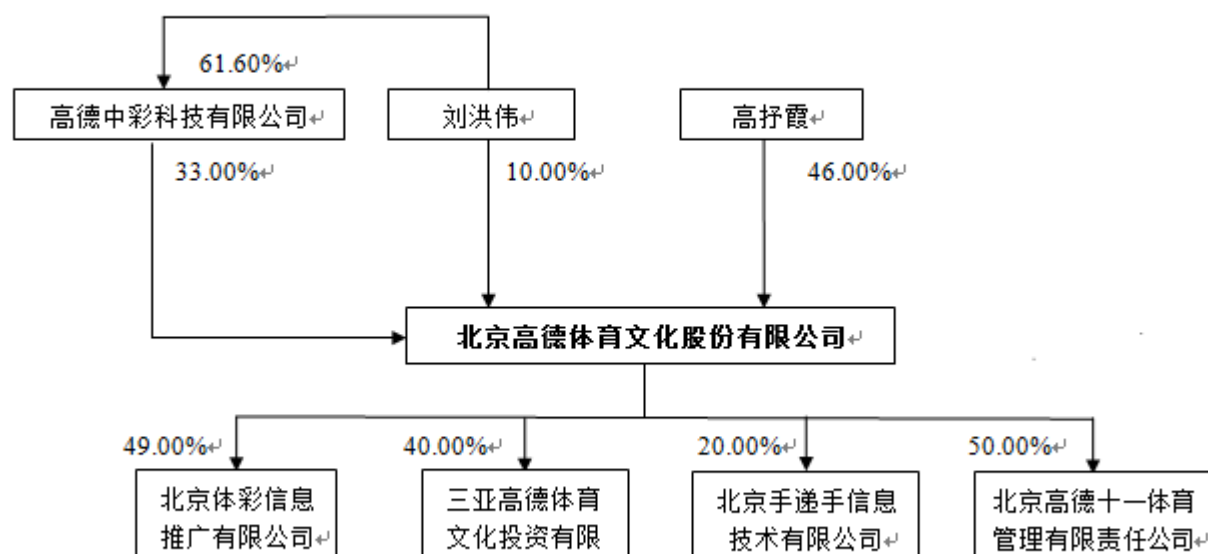 61.60%
高德中彩科技有限公司
刘洪伟
高抒霞
33.00%
10.00%
46.00%
北京高德体育文化股份有限公司
49.00%
40.00%
20.00%
50.00%
北京体彩信息
推广有限公司
三亚高德体育
文化投资有限
北京手递手信息
技术有限公司
北京高德十一体育
管理有限责任公司